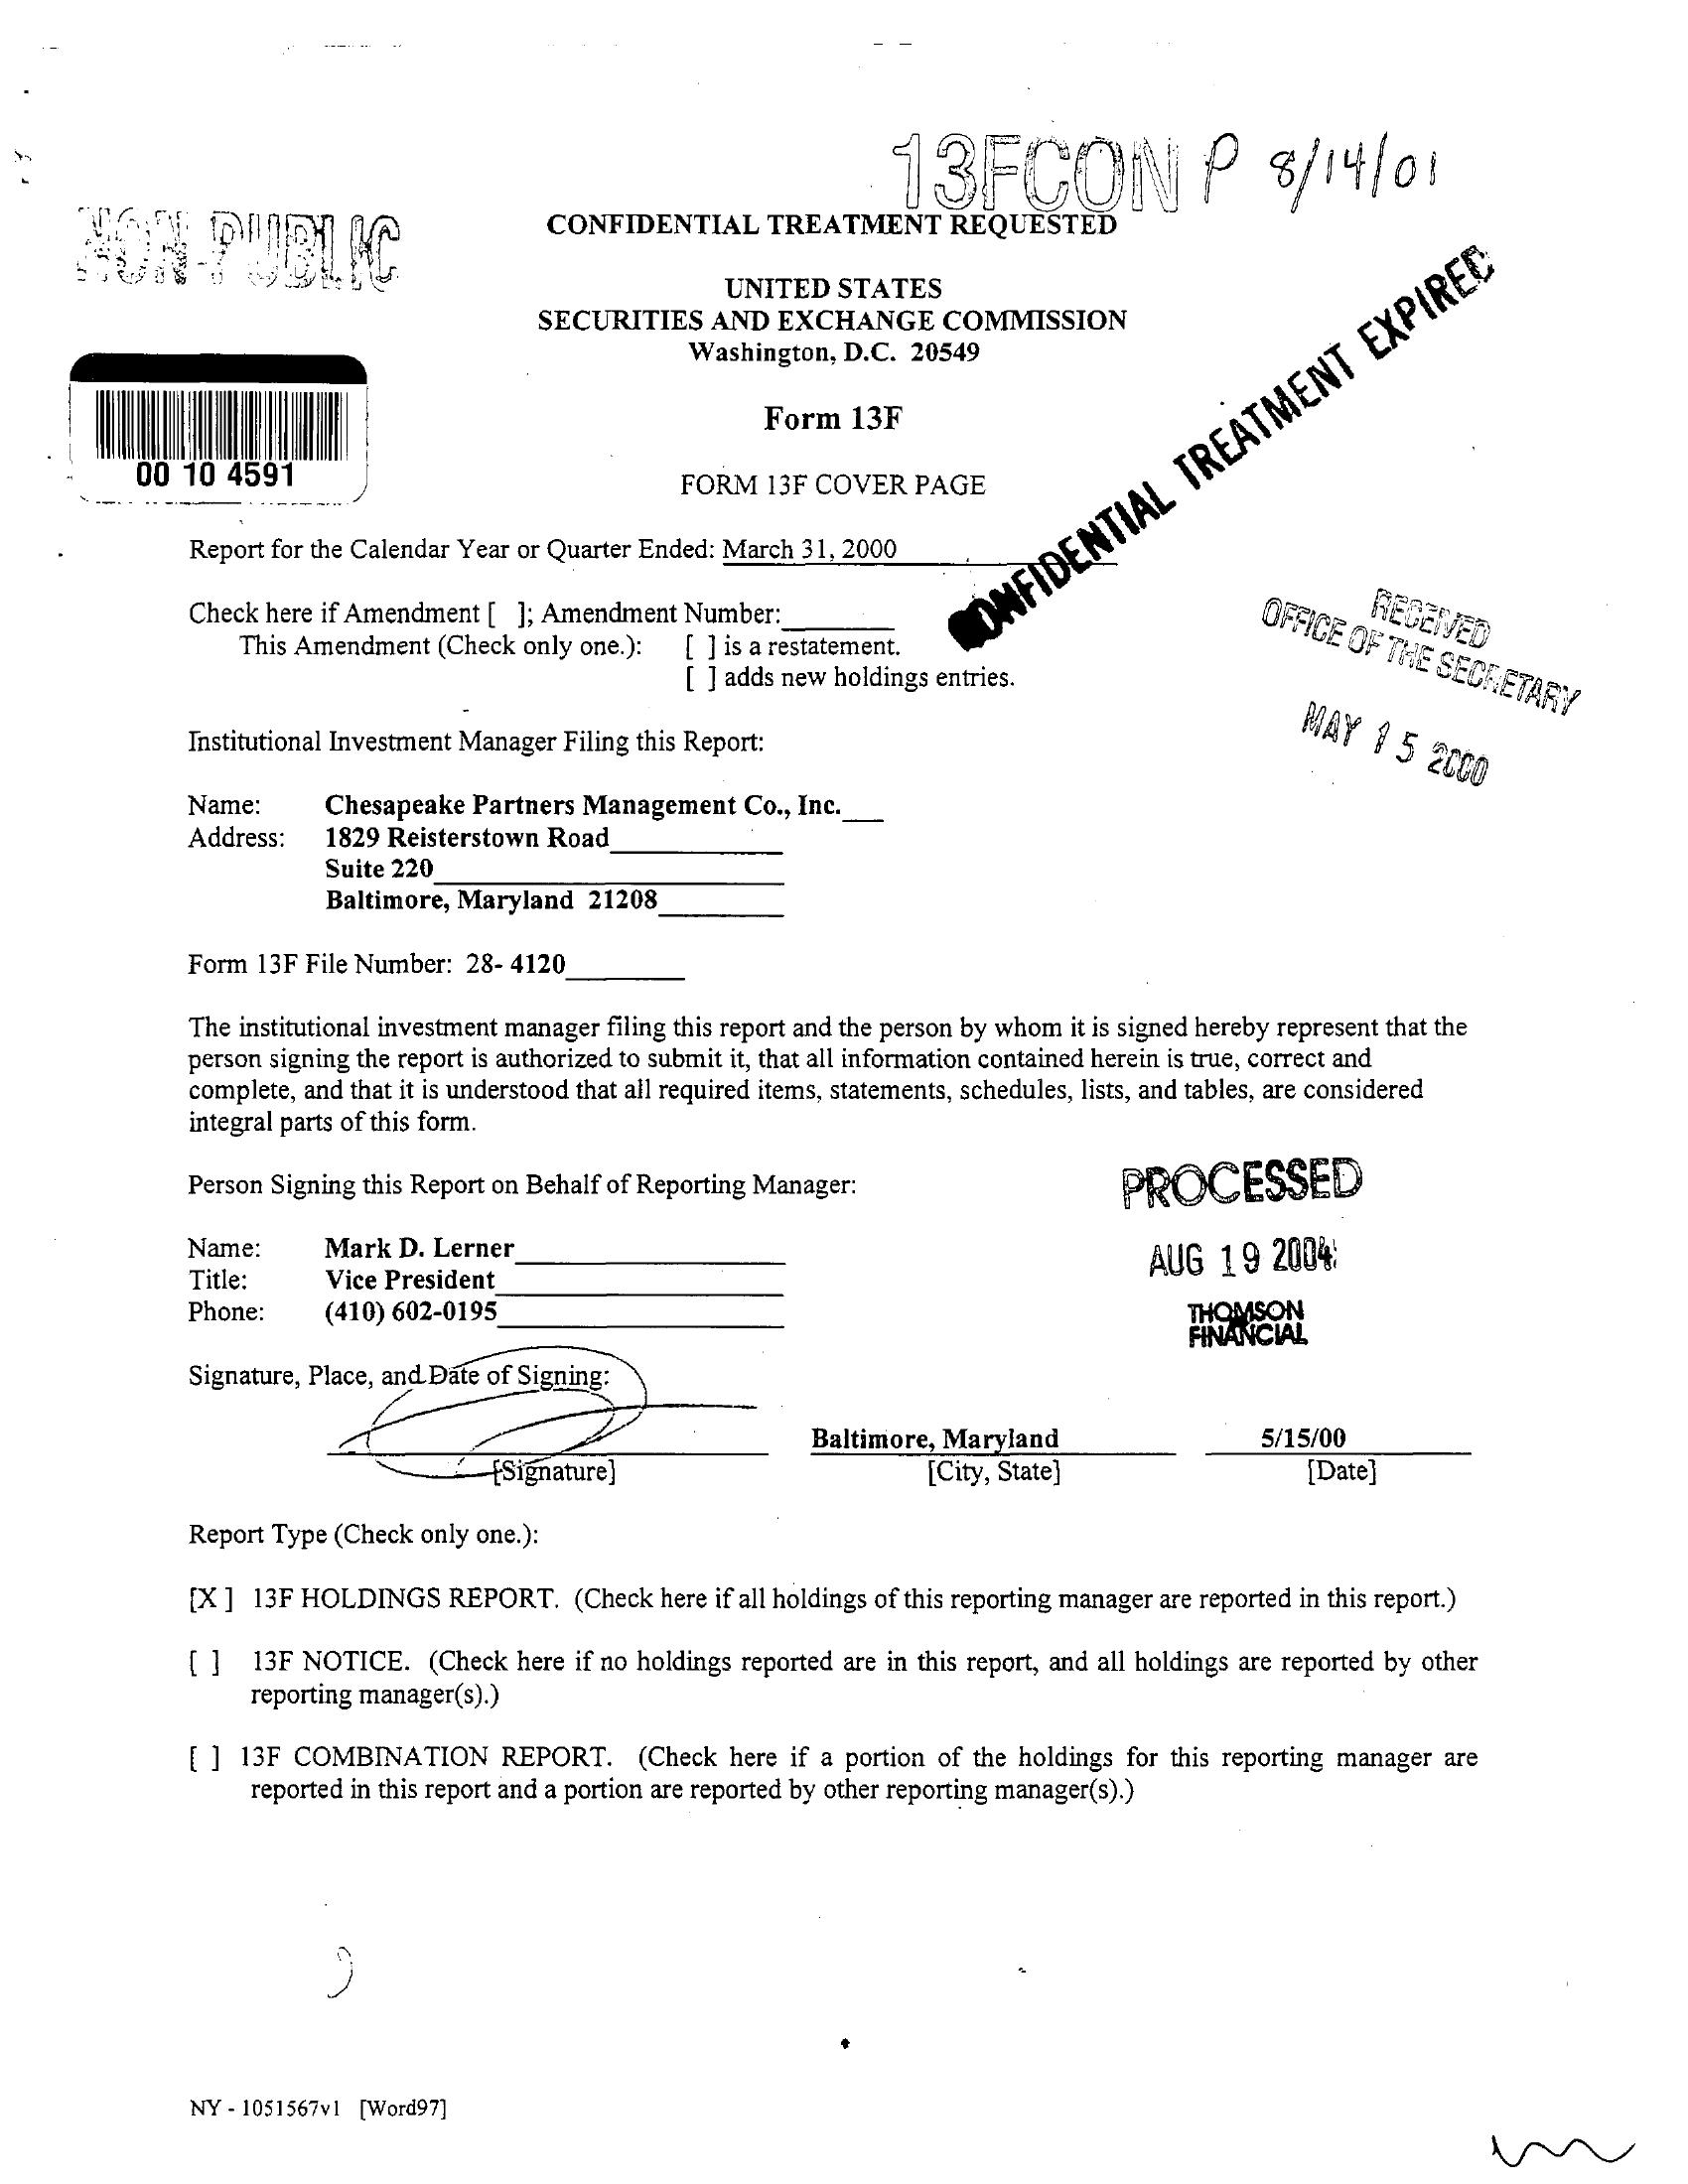 13FCON P 8/14/01
NON-PUBLIC
CONFIDENTIAL TREATMENT REQUESTED
UNITED STATES
SECURITIES AND EXCHANGE COMMISSION
Washington, D.C. 20549
CONFIDENTIAL TREATMENT EXPIRED
00 10 4591
Form 13F
FORM 13F COVER PAGE
Report for the Calendar Year or Quarter Ended: March 31, 2000
RECEIVED
OFFICE OF THE SECRETARY
MAY 15 2000
Check here if Amendment [ ]; Amendment Number:
This Amendment (Check only one.): [ ] is a restatement.
[ ] adds new holdings entries.
Institutional Investment Manager Filing this Report:
Name: Chesapeake Partners Management Co., Inc.
Address: 1829 Reisterstown Road
Suite 220
Baltimore, Maryland 21208
Form 13F File Number: 28- 4120
The institutional investment manager filing this report and the person by whom it is signed hereby represent that the
person signing the report is authorized to submit it, that all information contained herein is true, correct and
complete, and that it is understood that all required items, statements, schedules, lists, and tables, are considered
integral parts of this form.
Person Signing this Report on Behalf of Reporting Manager:
PROCESSED
AUG 19 2004
THOMSON
FINANCIAL
Name: Mark D. Lerner
Title: Vice President
Phone: (410) 602-0195
Signature, Place, and Date of Signing:
Baltimore, Maryland 5/15/00
[Signature] [City, State] [Date]
Report Type (Check only one.):
[X ] 13F HOLDINGS REPORT. (Check here if all holdings of this reporting manager are reported in this report.)
[ ] 13F NOTICE. (Check here if no holdings reported are in this report, and all holdings are reported by other
reporting manager(s).)
[ ] 13F COMBINATION REPORT. (Check here if a portion of the holdings for this reporting manager are
reported in this report and a portion are reported by other reporting manager(s).)
NY - 1051567v1 [Word97]